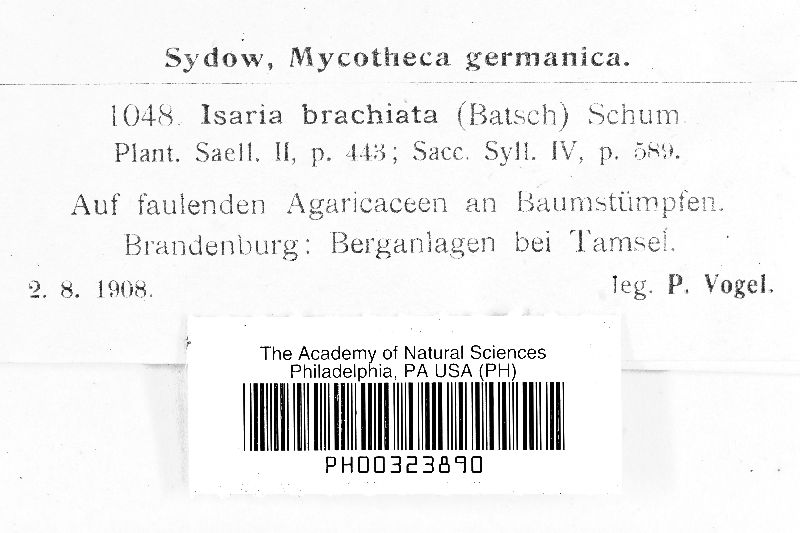 Sydow, Mycotheca germanica.
1048. Isaria brachiata (Batsch) Schum.
Plant. Saell. II, p. 443; Sacc. Syll. IV, p. 589.
Auf faulenden Agaricaceen an Baumstümpfen.
Brandenburg: Berganlagen bei Tamsel.
2. 8. 1908. leg. P. Vogel.
The Academy of Natural Sciences
Philadelphia, PA USA (PH)
PH00323890